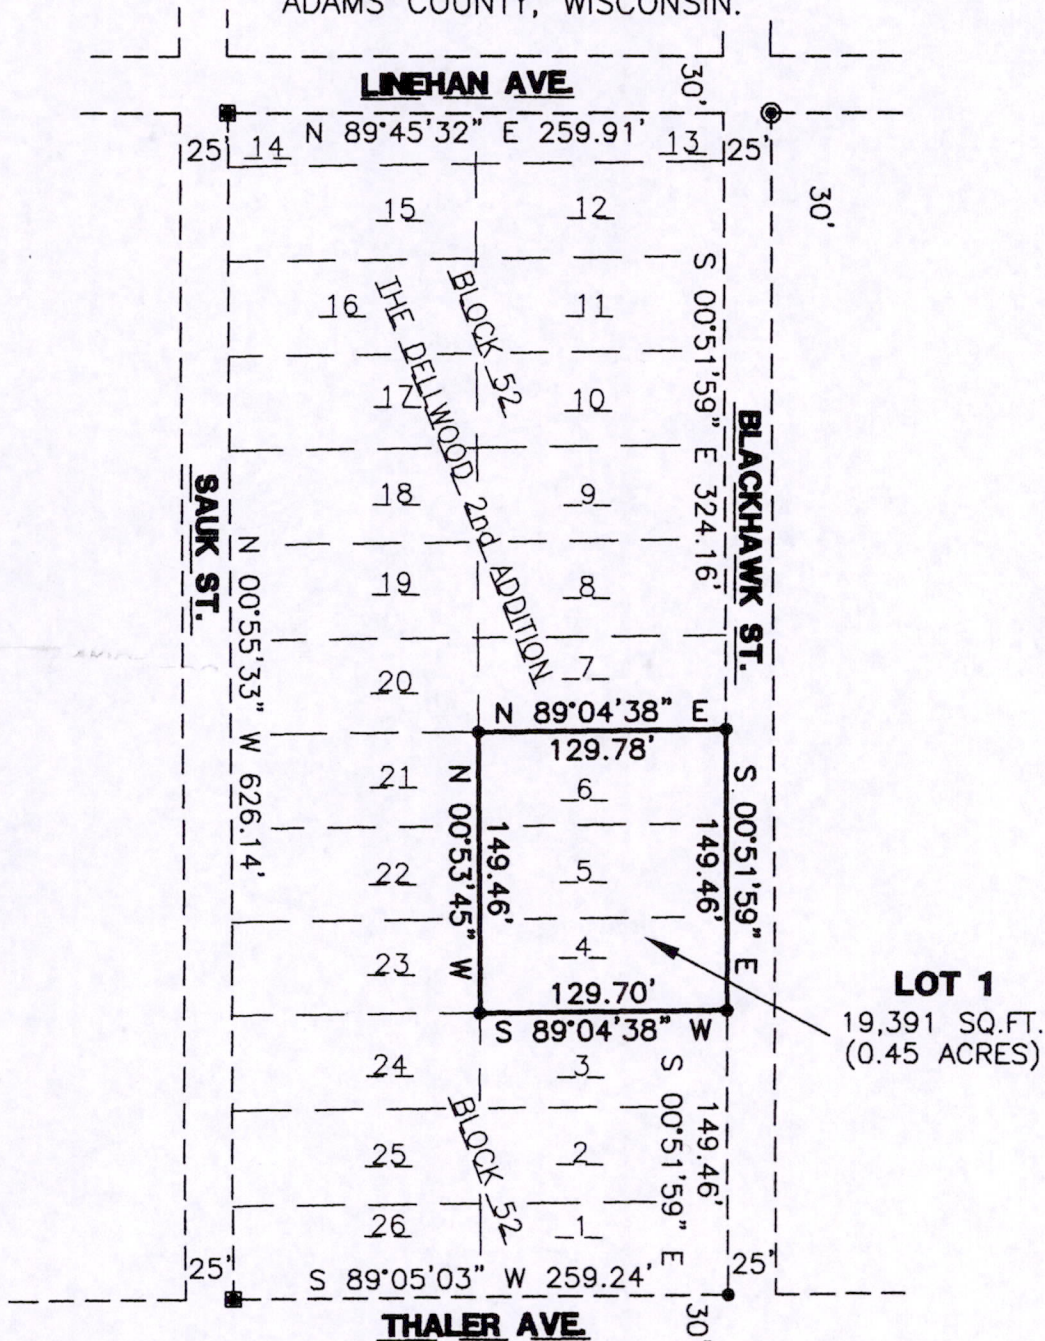 ADAMS COUNTY, WISCONSIN.
LINEHAN AVE.
30'
N 89°45'32" E 259.91'
25'
14
13
25'
15
12
30'
16
THE DELLWOOD 2nd ADDITION
BLOCK 52
11
S 00°51'59" E 324.16'
17
10
BLACKHAWK ST.
SAUK ST.
18
9
N 00°55'33" W 626.14'
19
8
20
7
N 89°04'38" E
129.78'
21
6
N 00°53'45" W
149.46'
149.46'
S 00°51'59" E
22
5
23
4
129.70'
S 89°04'38" W
LOT 1
19,391 SQ.FT.
(0.45 ACRES)
24
3
S 00°51'59" E
149.46'
BLOCK 52
25
2
26
1
25'
S 89°05'03" W 259.24'
25'
THALER AVE.
30'